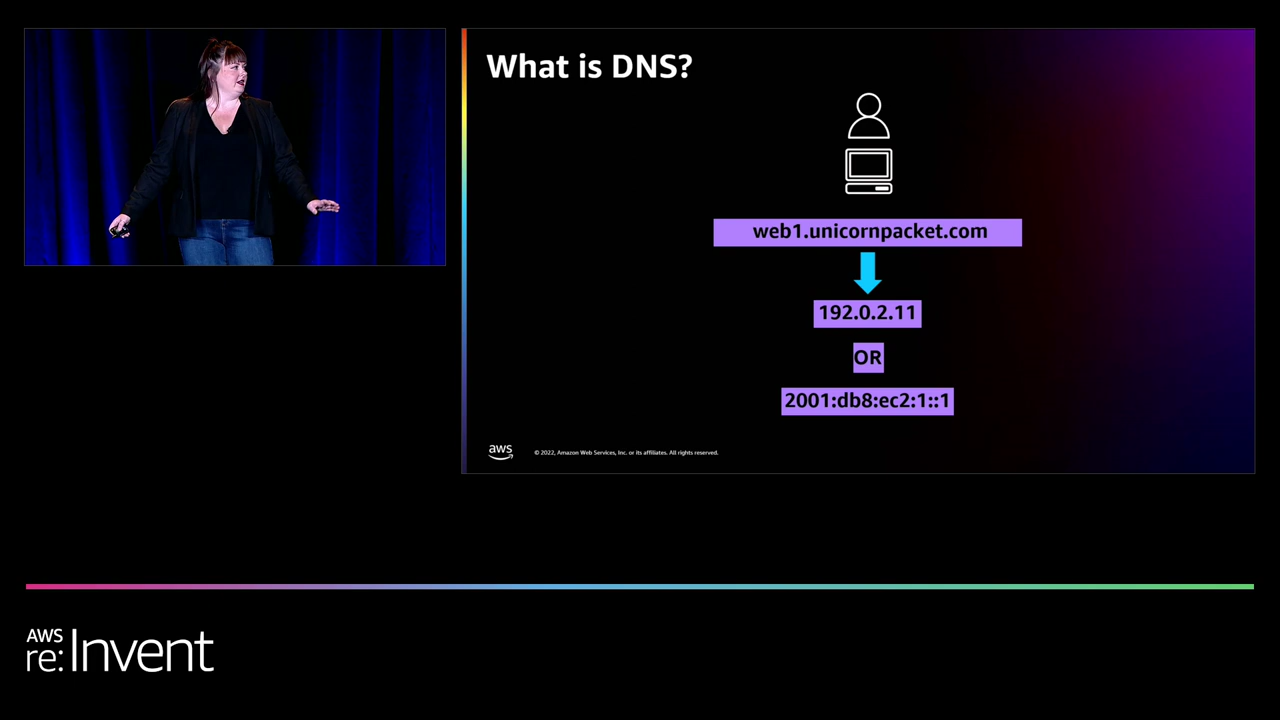 What is DNS?
web1.unicornpacket.com
192.0.2.11
OR
2001:db8:ec2:1::1
aws
© 2022, Amazon Web Services, Inc. or its affiliates. All rights reserved.
AWS
re:Invent